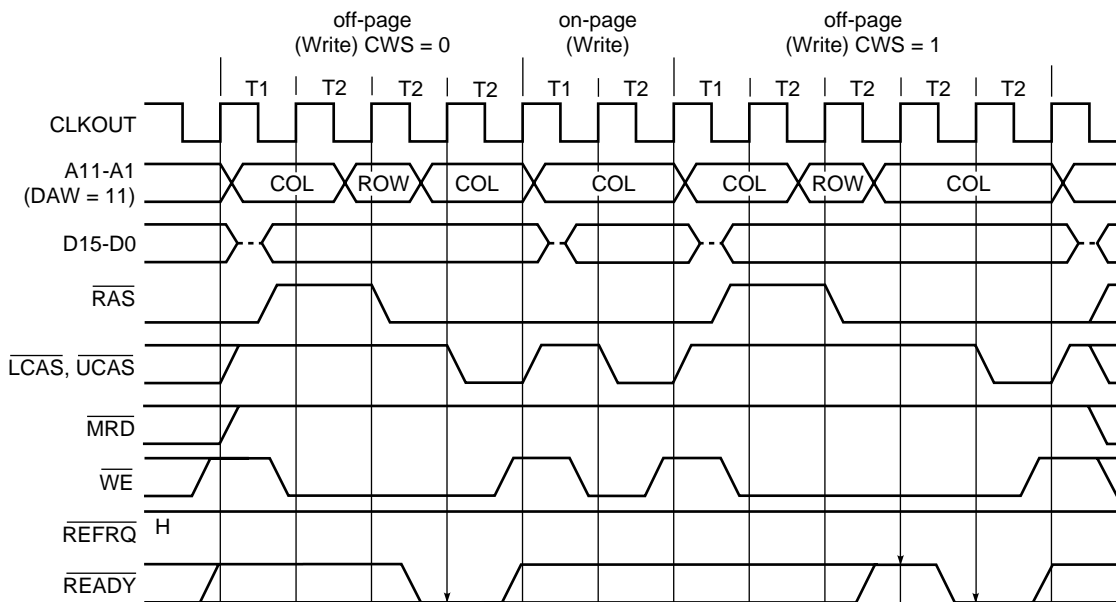 off-page on-page off-page
(Write) CWS = 0 (Write) (Write) CWS = 1
T1 T2 T2 T2 T1 T2 T1 T2 T2 T2 T2
CLKOUT
A11-A1
(DAW = 11)
COL ROW COL COL COL ROW COL
D15-D0
RAS
LCAS, UCAS
MRD
WE
REFRQ H
READY